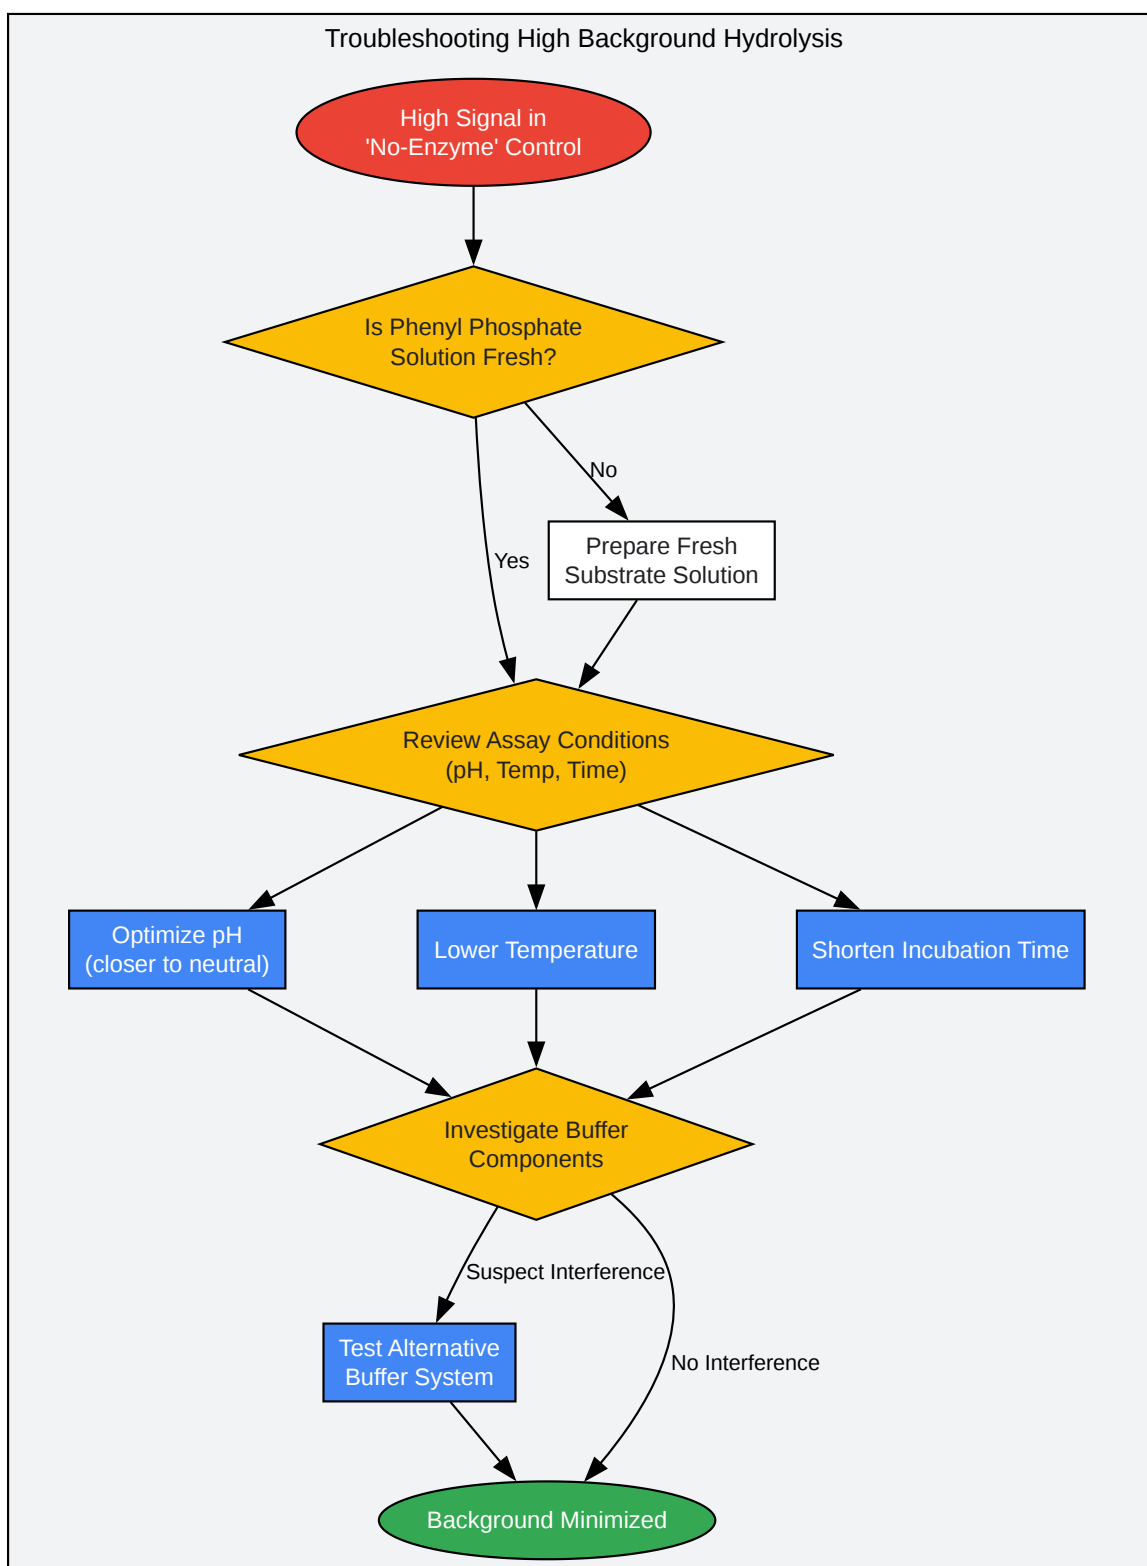 Troubleshooting High Background Hydrolysis
High Signal in
'No-Enzyme' Control
Is Phenyl Phosphate
Solution Fresh?
No
Yes
Prepare Fresh
Substrate Solution
Review Assay Conditions
(pH, Temp, Time)
Optimize pH
(closer to neutral)
Lower Temperature
Shorten Incubation Time
Investigate Buffer
Components
Suspect Interference
Test Alternative
Buffer System
No Interference
Background Minimized